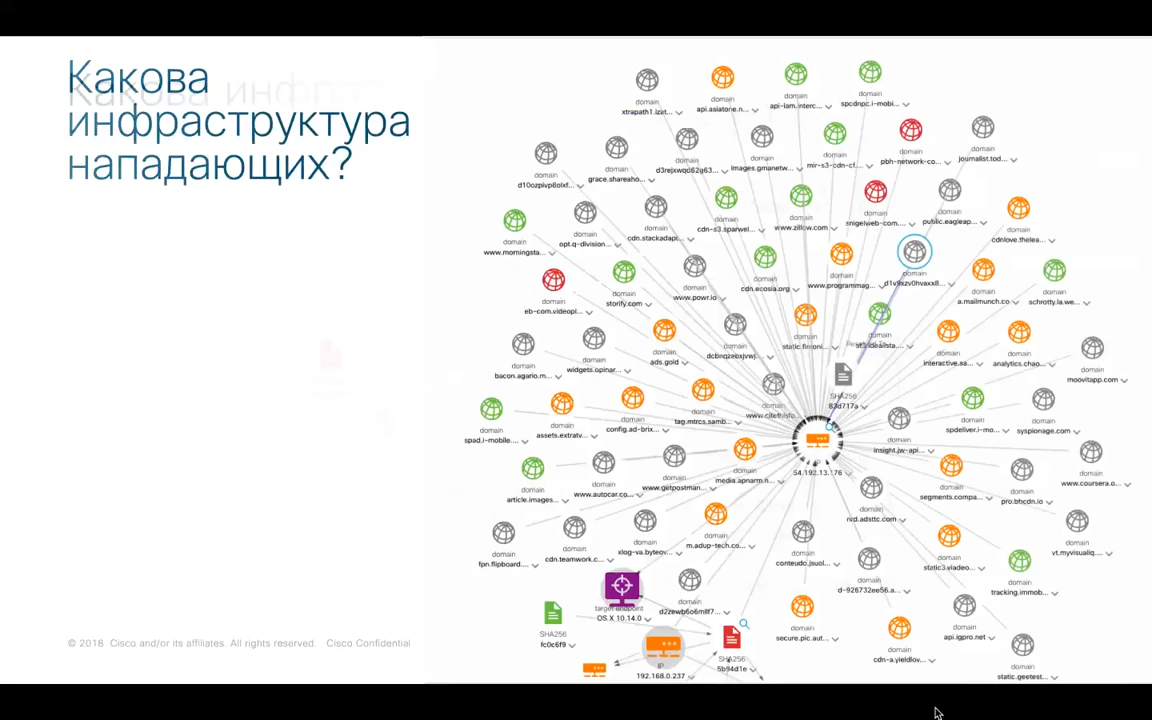 Какова
инфраструктура
нападающих?
domain
xtrapath1.izat...
domain
api.asiatone.n...
domain
api-iam.interc...
domain
spcdnpc.i-mobi...
domain
d10ozpivp8olxf...
domain
grace.shareaho...
domain
domain
images.gmanetw...
domain
mir-s3-cdn-cf...
domain
pbh-network-co...
domain
journalist.tod...
domain
www.morningsta...
domain
opt.q-division...
domain
cdn.stackadapt...
domain
cdn-s3.sparwel...
domain
www.zillow.com
domain
snigelweb-com....
domain
public.eagleap...
domain
cdnlove.thelea...
domain
eb-com.videopl...
domain
storify.com
domain
www.powr.io
domain
cdn.ecosia.org
domain
www.programmag...
domain
d1v9xzv0hvaxx8...
domain
a.mailmunch.co
domain
schrotty.la.we...
domain
bacon.agario.m...
domain
widgets.opinar...
domain
ads.gold
domain
domain
domain
domain
interactive.sa...
domain
analytics.chao...
domain
moovitapp.com
domain
spad.i-mobile....
domain
assets.extratv...
domain
config.ad-brix...
domain
tag.mtrcs.samb...
domain
SHA256
83d717a
domain
insight.jw-api...
domain
spdeliver.i-mo...
domain
syspionage.com
domain
article.images...
domain
www.autocar.co...
domain
www.getpostman...
domain
media.apnarm.n...
IP
54.192.13.176
domain
nrd.adsttc.com
domain
segments.compa...
domain
pro.bhcdn.io
domain
www.coursera.o...
domain
fpn.flipboard....
domain
cdn.teamwork.c...
domain
xlog-va.byteov...
domain
m.adup-tech.co...
domain
conteudo.jsuol...
domain
d-926732ee56.a...
domain
static3.viadeo...
domain
tracking.immob...
domain
vt.myvisualiq....
SHA256
fc0c6f9
target endpoint
OS X 10.14.0
domain
d2zewb6o6mllf7...
IP
192.168.0.237
SHA256
5b94d1e
domain
secure.pic.aut...
domain
cdn-a.yieldlov...
domain
api.igpro.net
domain
static.geetest...
© 2018 Cisco and/or its affiliates. All rights reserved. Cisco Confidential